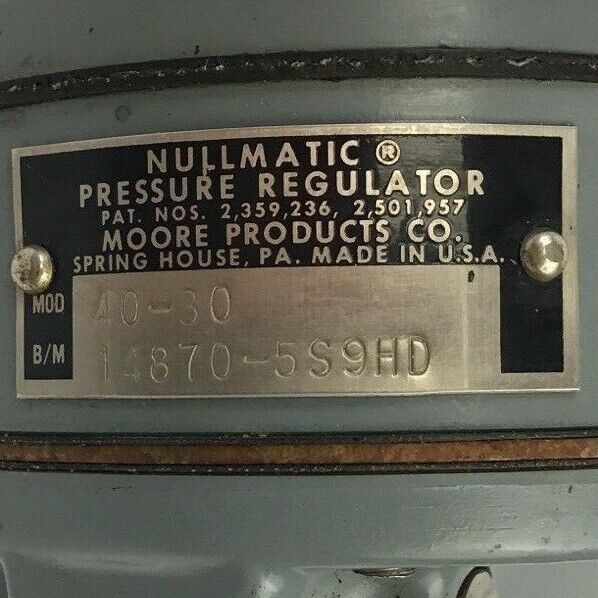 NULLMATIC ®
PRESSURE REGULATOR
PAT. NOS. 2,359,236, 2,501,957
MOORE PRODUCTS CO.
SPRING HOUSE, PA. MADE IN U.S.A.
MOD 40-30
B/M 14870-5S9HD